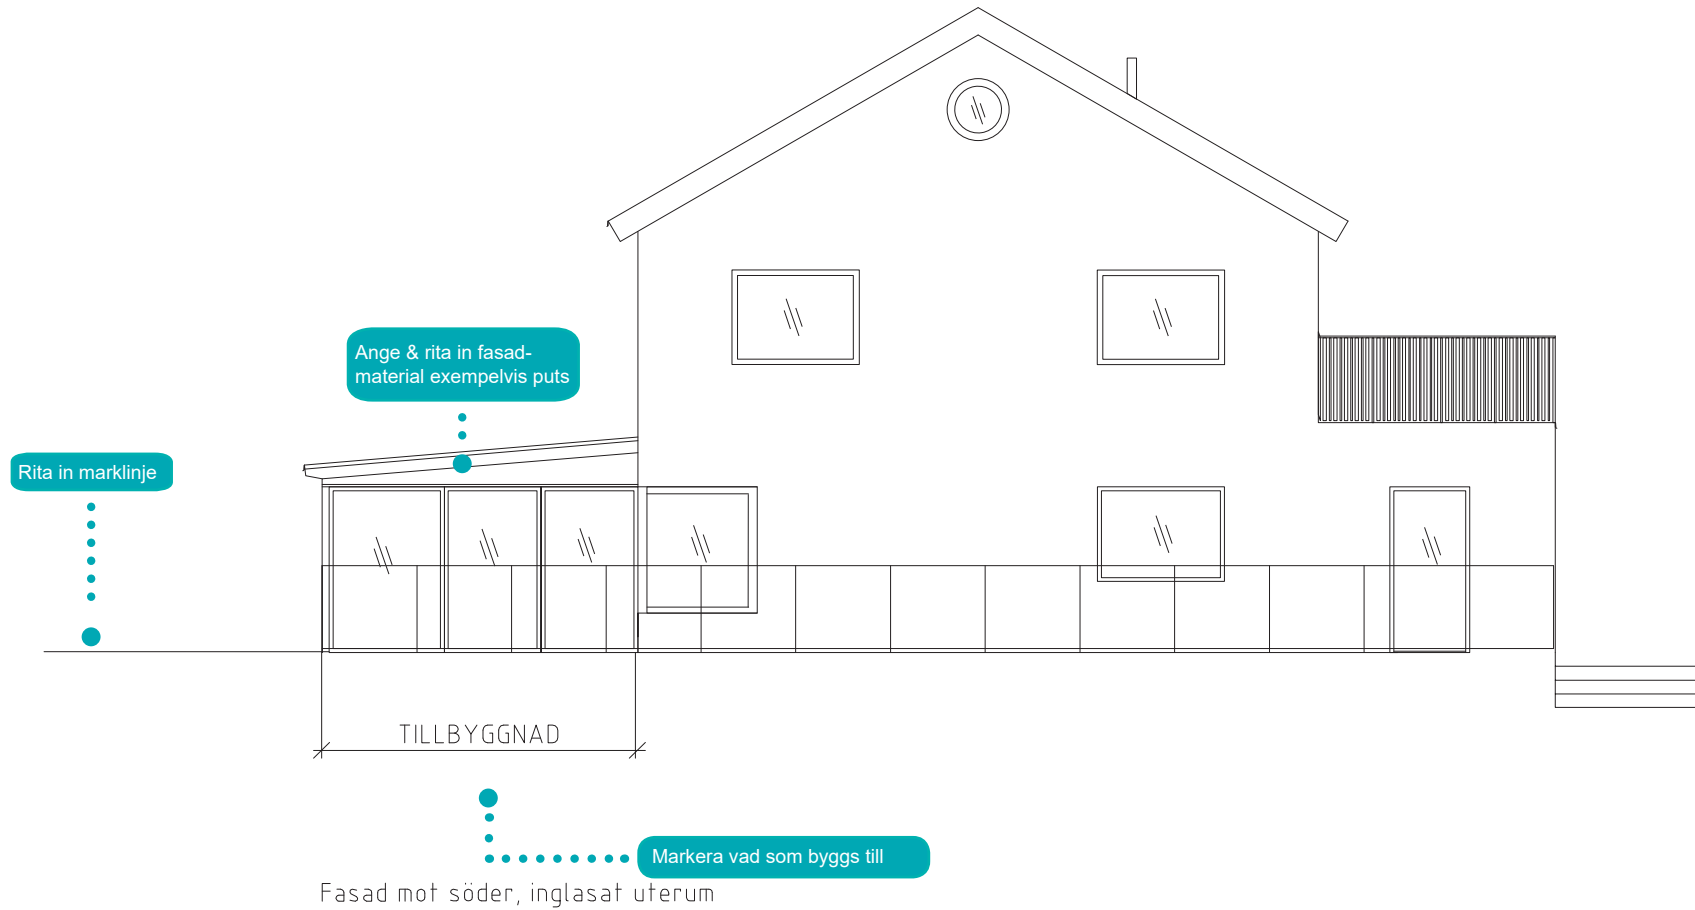 Ange & rita in fasad-
material exempelvis puts
Rita in marklinje
TILLBYGGNAD
Markera vad som byggs till
Fasad mot söder, inglasat uterum